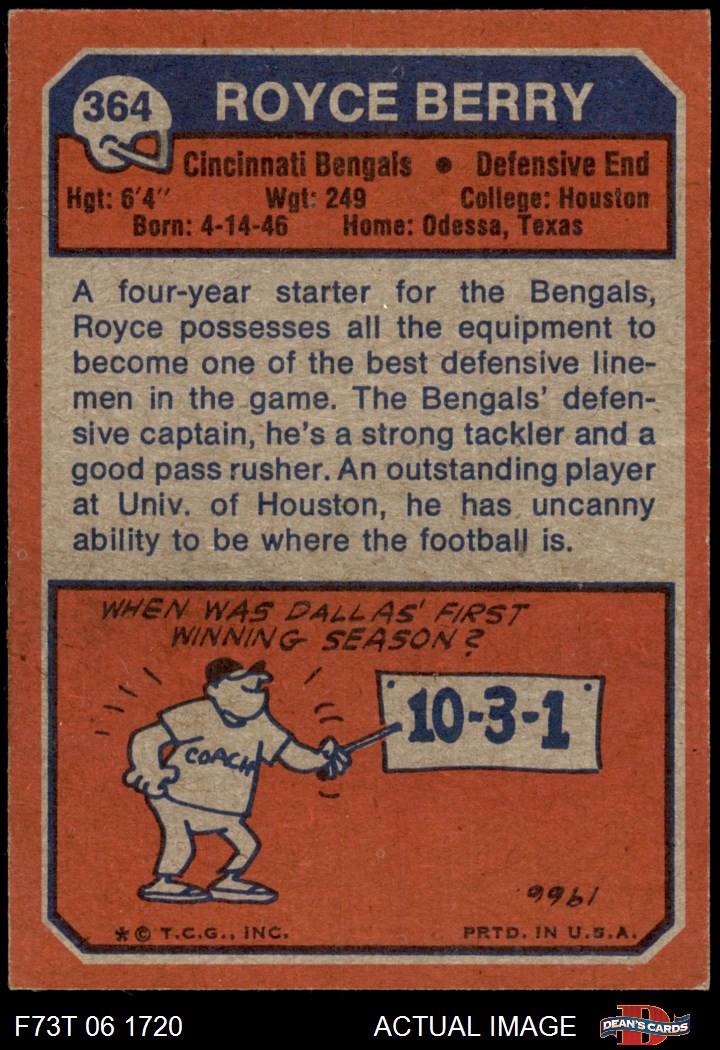 364
ROYCE BERRY
Cincinnati Bengals • Defensive End
Hgt: 6'4" Wgt: 249 College: Houston
Born: 4-14-46 Home: Odessa, Texas
A four-year starter for the Bengals,
Royce possesses all the equipment to
become one of the best defensive line-
men in the game. The Bengals' defen-
sive captain, he's a strong tackler and a
good pass rusher. An outstanding player
at Univ. of Houston, he has uncanny
ability to be where the football is.
WHEN WAS DALLAS' FIRST
WINNING SEASON?
COACH
10-3-1
1966
* © T.C.G., INC. PRTD. IN U.S.A.
F73T 06 1720 ACTUAL IMAGE D DEAN'S CARDS